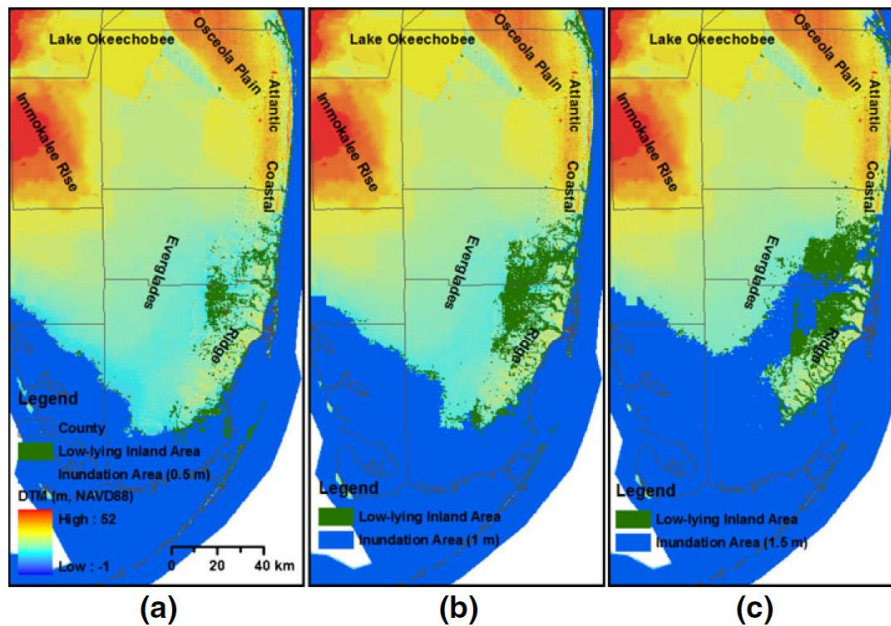 Lake Okeechobee
Osceola Plain
Atlantic
Coastal
Immokalee Rise
Everglades
Ridge
Legend
County
Low-lying Inland Area
Inundation Area (0.5 m)
DTM (m, NAVD88)
High : 52
Low : -1
0 20 40 km
(a)
Lake Okeechobee
Osceola Plain
Atlantic
Coastal
Immokalee Rise
Everglades
Ridge
Legend
Low-lying Inland Area
Inundation Area (1 m)
(b)
Lake Okeechobee
Osceola Plain
Atlantic
Coastal
Immokalee Rise
Everglades
Ridge
Legend
Low-lying Inland Area
Inundation Area (1.5 m)
(c)